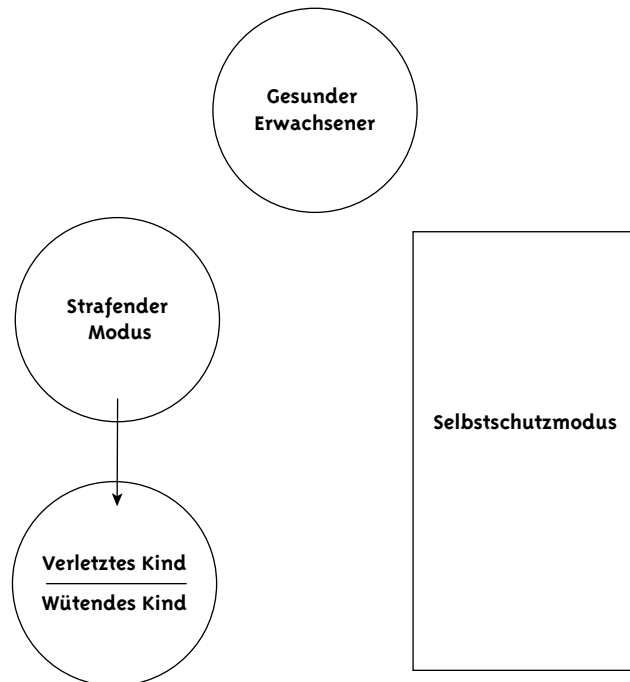 Gesunder
Erwachsener
Strafender
Modus
Selbstschutzmodus
Verletztes Kind
Wütendes Kind